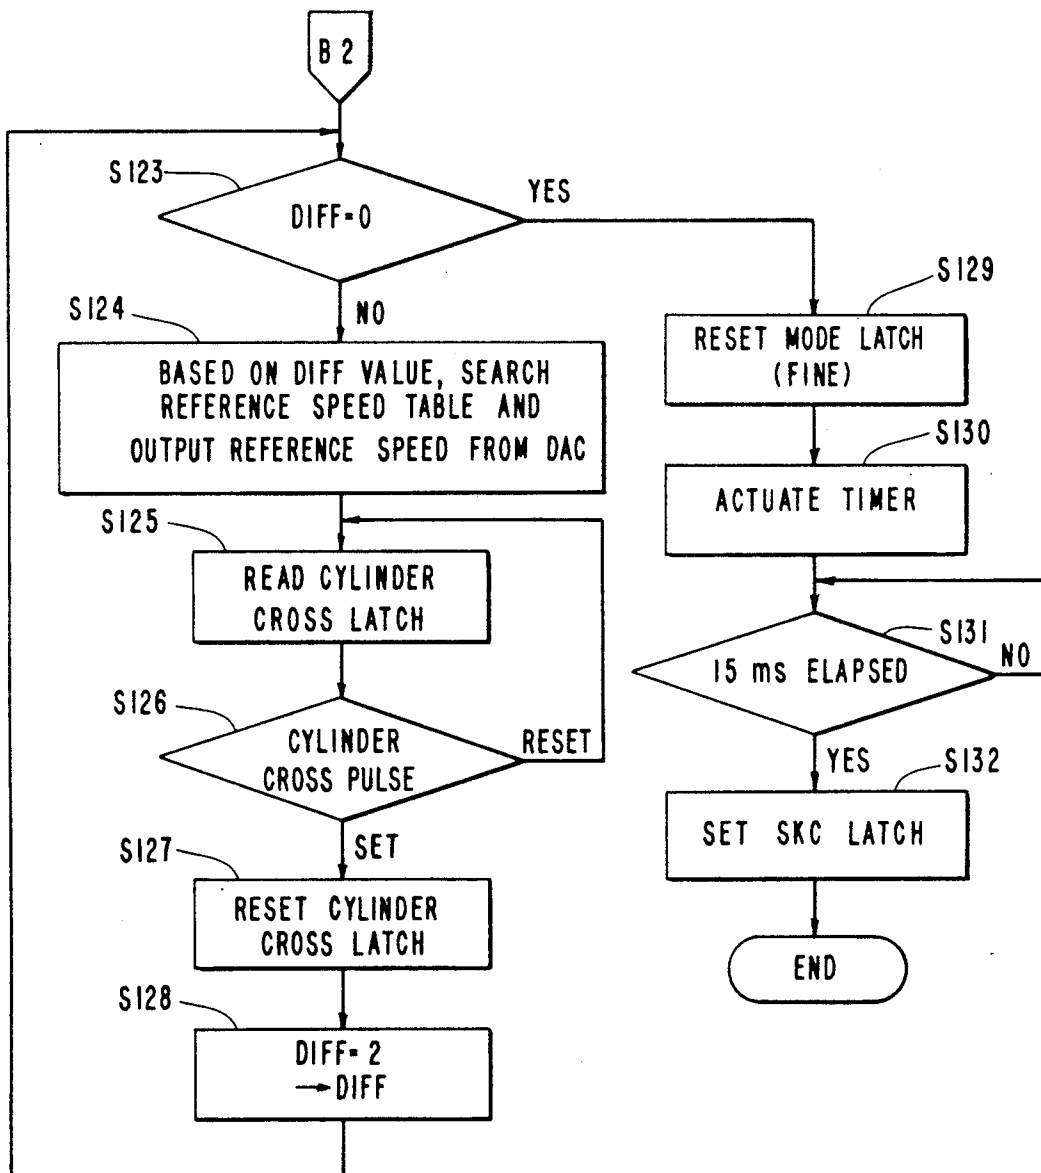 B 2
S123
DIFF=0
YES
NO
S124
BASED ON DIFF VALUE, SEARCH
REFERENCE SPEED TABLE AND
OUTPUT REFERENCE SPEED FROM DAC
S125
READ CYLINDER
CROSS LATCH
S126
CYLINDER
CROSS PULSE
RESET
SET
S127
RESET CYLINDER
CROSS LATCH
S128
DIFF= 2
→DIFF
S129
RESET MODE LATCH
(FINE)
S130
ACTUATE TIMER
S131
15 ms ELAPSED
NO
YES
S132
SET SKC LATCH
END